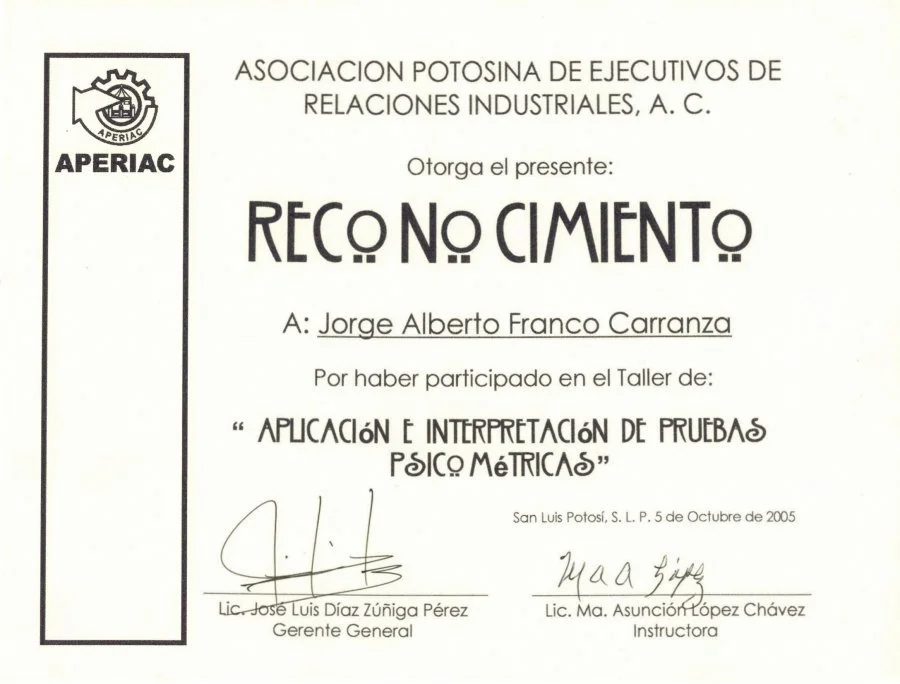 APERIAC
APERIAC
ASOCIACION POTOSINA DE EJECUTIVOS DE
RELACIONES INDUSTRIALES, A. C.
Otorga el presente:
RECONOCIMIENTO
A: Jorge Alberto Franco Carranza
Por haber participado en el Taller de:
“ APLICACIÓN E INTERPRETACIÓN DE PRUEBAS
PSICOMÉTRICAS”
San Luis Potosí, S. L. P. 5 de Octubre de 2005
Ma A López
Lic. José Luis Díaz Zúñiga Pérez
Gerente General
Lic. Ma. Asunción López Chávez
Instructora